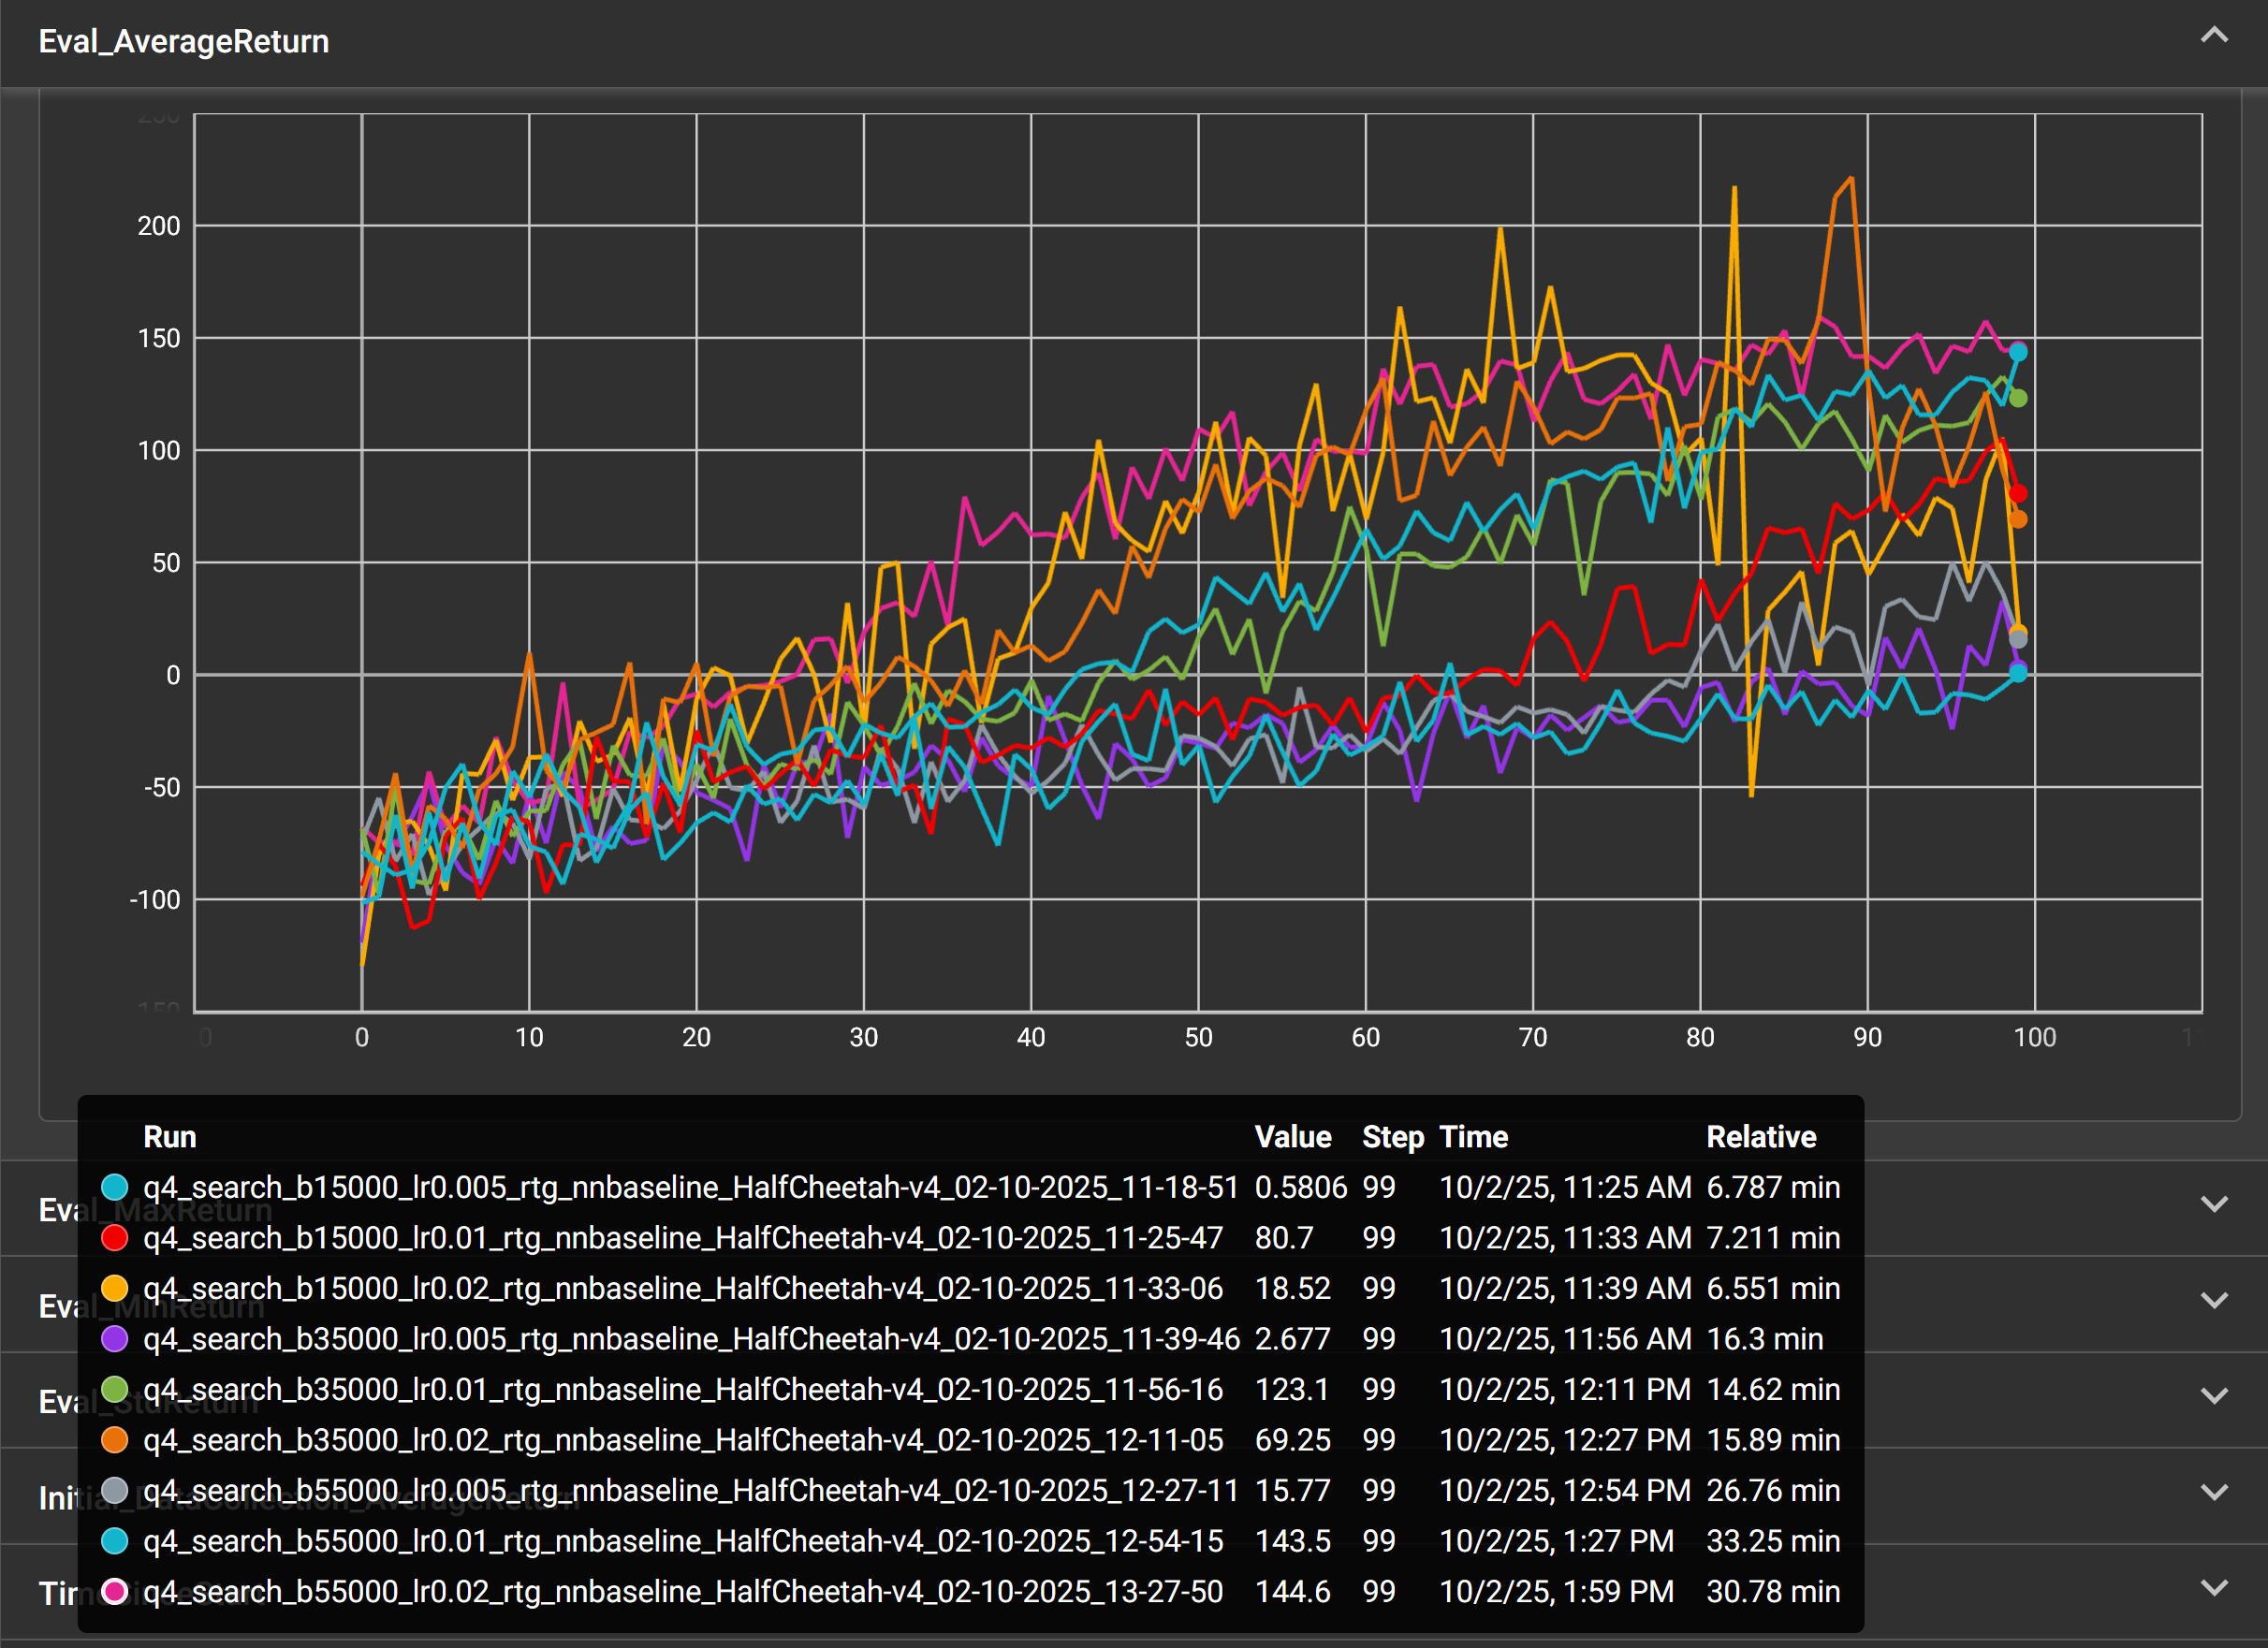 Eval_AverageReturn
250
200
150
100
50
0
-50
-100
0 10 20 30 40 50 60 70 80 90 100
Run Value Step Time Relative
q4_search_b15000_lr0.005_rtg_nnbaseline_HalfCheetah-v4_02-10-2025_11-18-51 0.5806 99 10/2/25, 11:25 AM 6.787 min
Eval_MaxReturn
q4_search_b15000_lr0.01_rtg_nnbaseline_HalfCheetah-v4_02-10-2025_11-25-47 80.7 99 10/2/25, 11:33 AM 7.211 min
q4_search_b15000_lr0.02_rtg_nnbaseline_HalfCheetah-v4_02-10-2025_11-33-06 18.52 99 10/2/25, 11:39 AM 6.551 min
Eval_MinReturn
q4_search_b35000_lr0.005_rtg_nnbaseline_HalfCheetah-v4_02-10-2025_11-39-46 2.677 99 10/2/25, 11:56 AM 16.3 min
q4_search_b35000_lr0.01_rtg_nnbaseline_HalfCheetah-v4_02-10-2025_11-56-16 123.1 99 10/2/25, 12:11 PM 14.62 min
Eval_StdReturn
q4_search_b35000_lr0.02_rtg_nnbaseline_HalfCheetah-v4_02-10-2025_12-11-05 69.25 99 10/2/25, 12:27 PM 15.89 min
q4_search_b55000_lr0.005_rtg_nnbaseline_HalfCheetah-v4_02-10-2025_12-27-11 15.77 99 10/2/25, 12:54 PM 26.76 min
Initial_DataCollection_AverageReturn
q4_search_b55000_lr0.01_rtg_nnbaseline_HalfCheetah-v4_02-10-2025_12-54-15 143.5 99 10/2/25, 1:27 PM 33.25 min
q4_search_b55000_lr0.02_rtg_nnbaseline_HalfCheetah-v4_02-10-2025_13-27-50 144.6 99 10/2/25, 1:59 PM 30.78 min
TimeSinceStart